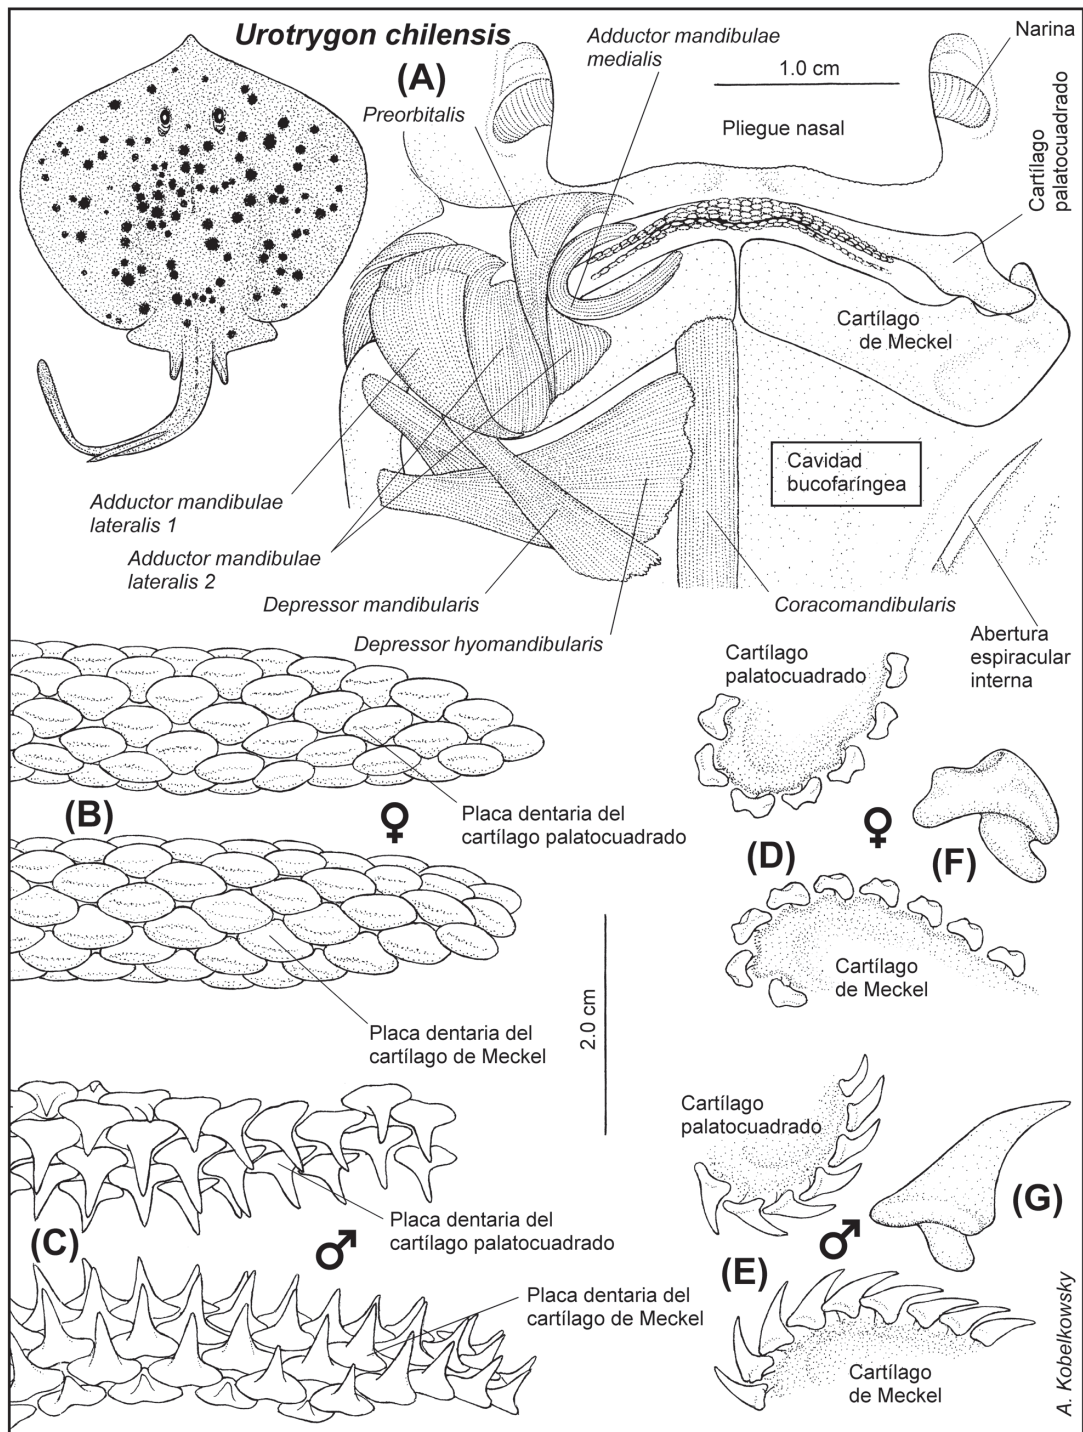 Urotrygon chilensis
(A)
Adductor mandibulae
medialis
Narina
1.0 cm
Preorbitalis
Pliegue nasal
Cartílago
palatocuadrado
Cartílago
de Meckel
Cavidad
bucofaríngea
Adductor mandibulae
lateralis 1
Adductor mandibulae
lateralis 2
Depressor mandibularis
Depressor hyomandibularis
Coracomandibularis
Abertura
espiracular
interna
Cartílago
palatocuadrado
(B)
♀
Placa dentaria del
cartílago palatocuadrado
(D)
♀
(F)
Placa dentaria del
cartílago de Meckel
2.0 cm
Cartílago
de Meckel
Cartílago
palatocuadrado
(C)
♂
Placa dentaria del
cartílago palatocuadrado
Placa dentaria del
cartílago de Meckel
(E)
♂
(G)
Cartílago
de Meckel
A. Kobelkowsky